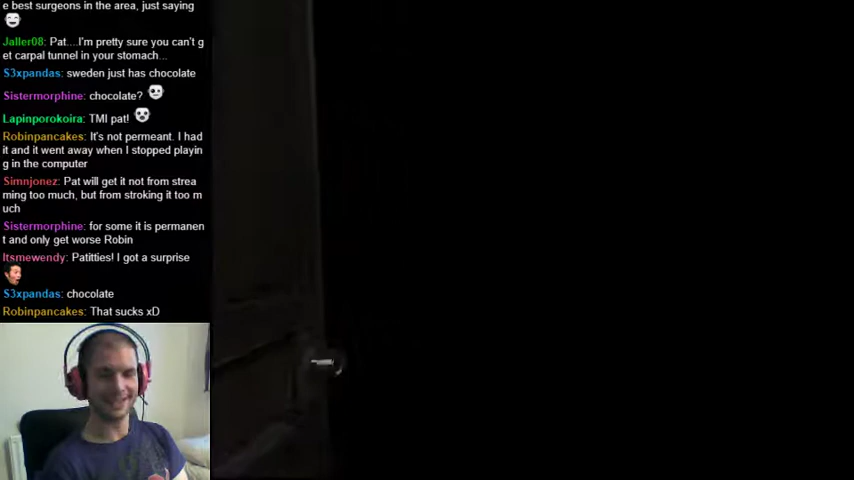 e best surgeons in the area, just saying
Jaller08: Pat....I'm pretty sure you can't g
et carpal tunnel in your stomach...
S3xpandas: sweden just has chocolate
Sistermorphine: chocolate?
Lapinporokoira: TMI pat!
Robinpancakes: It's not permeant. I had
it and it went away when I stopped playin
g in the computer
Simnjonez: Pat will get it not from strea
ming too much, but from stroking it too m
uch
Sistermorphine: for some it is permanen
t and only get worse Robin
Itsmewendy: Patitties! I got a surprise
S3xpandas: chocolate
Robinpancakes: That sucks xD